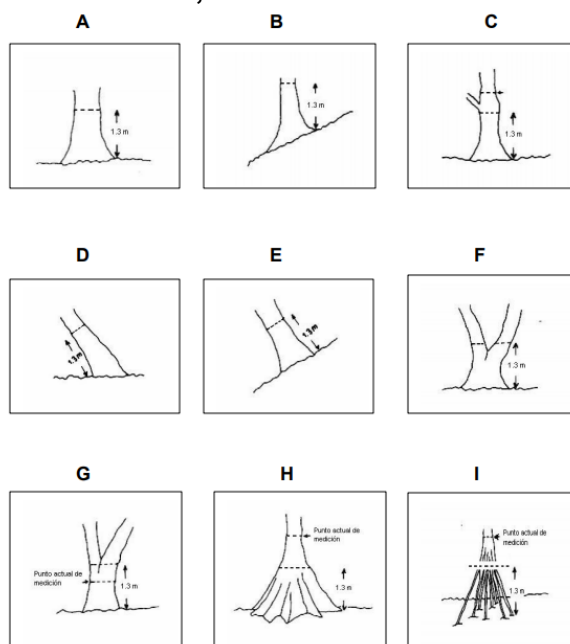 A B C
1.3 m
1.3 m
1.3 m
D E F
1.3 m
1.3 m
1.3 m
G H I
Punto actual de
medición
1.3 m
Punto actual de
medición
1.3 m
Punto actual de
medición
1.3 m